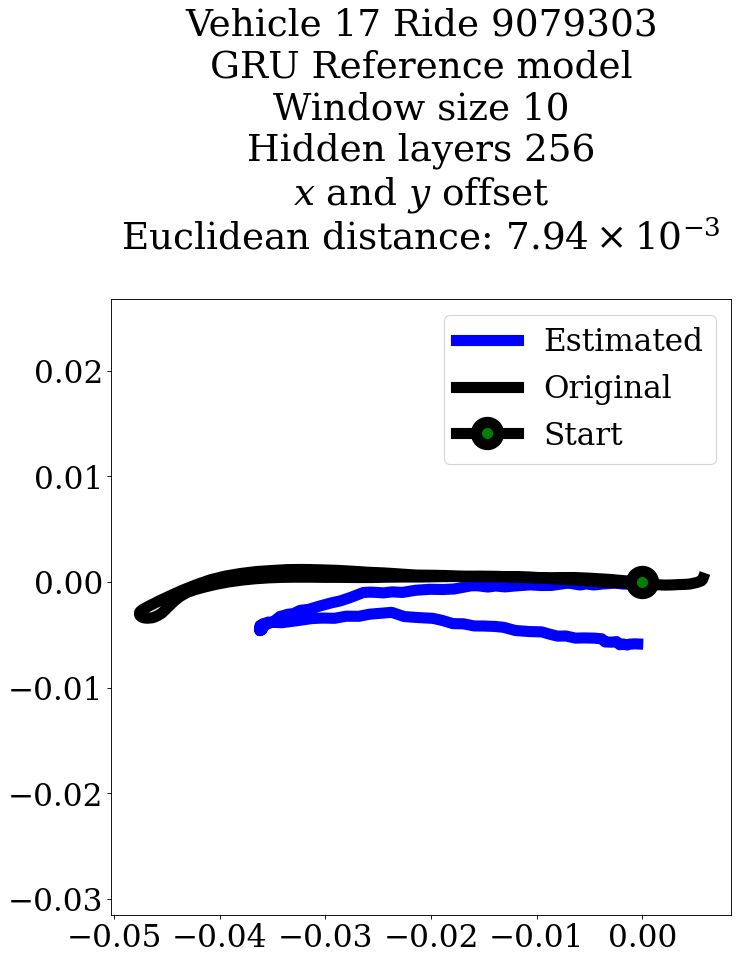 Vehicle 17 Ride 9079303
GRU Reference model
Window size 10
Hidden layers 256
x and y offset
Euclidean distance: 7.94 × 10⁻³
Estimated
Original
Start
0.02
0.01
0.00
−0.01
−0.02
−0.03
−0.05 −0.04 −0.03 −0.02 −0.01 0.00